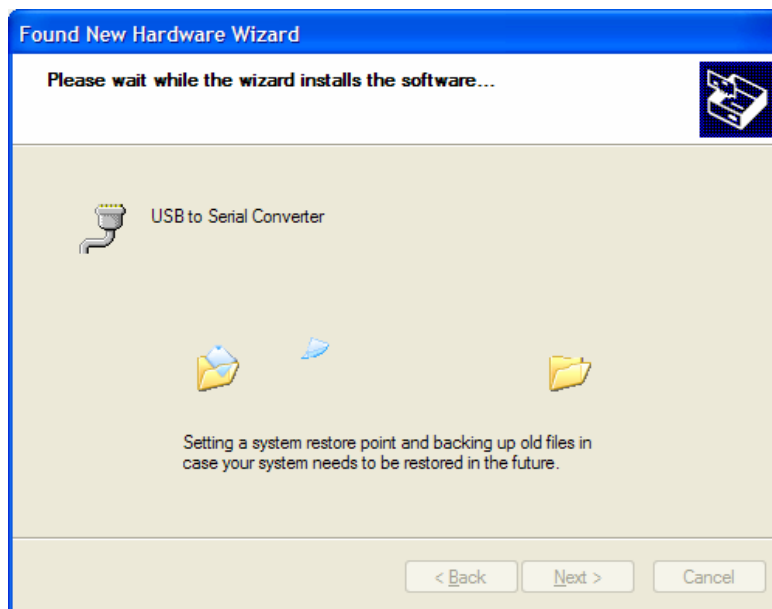 Found New Hardware Wizard
Please wait while the wizard installs the software...
USB to Serial Converter
Setting a system restore point and backing up old files in
case your system needs to be restored in the future.
< Back
Next >
Cancel